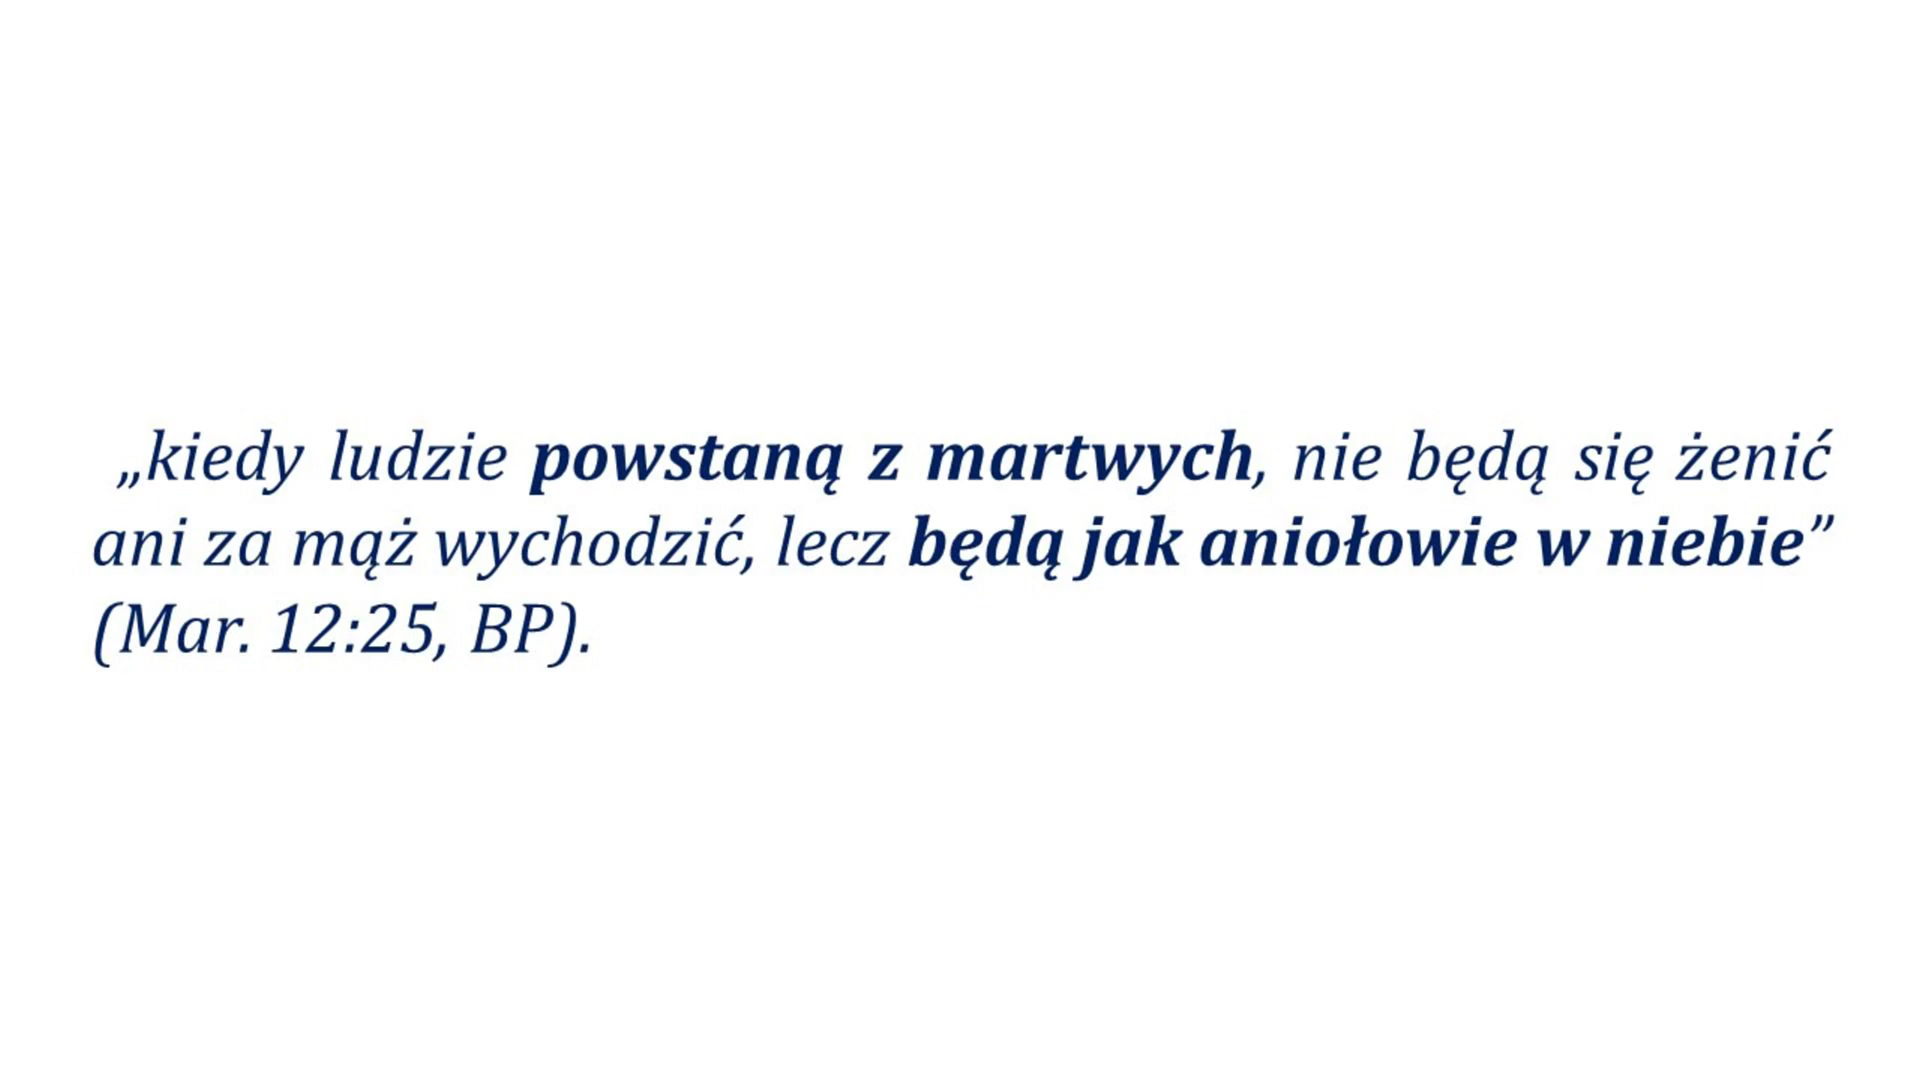 „kiedy ludzie powstaną z martwych, nie będą się żenić
ani za mąż wychodzić, lecz będą jak aniołowie w niebie”
(Mar. 12:25, BP).